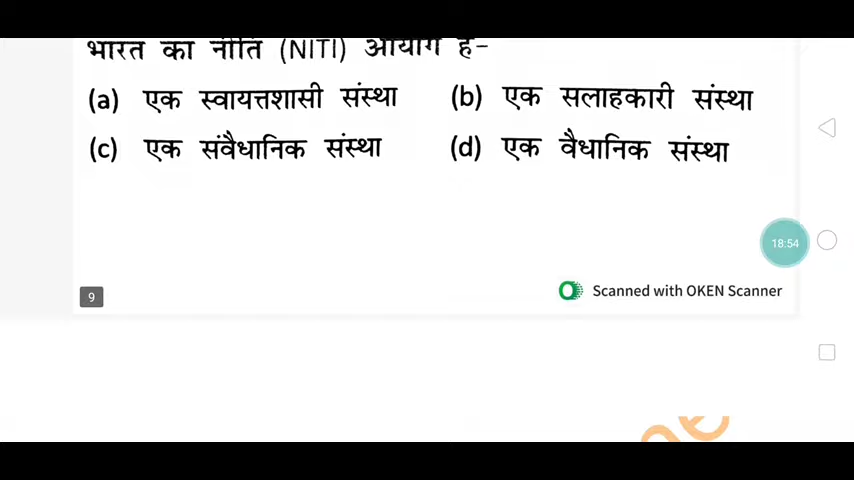 भारत का नीति (NITI) आयोग है-
(a) एक स्वायत्तशासी संस्था (b) एक सलाहकारी संस्था
(c) एक संवैधानिक संस्था (d) एक वैधानिक संस्था
18:54
9
Scanned with OKEN Scanner